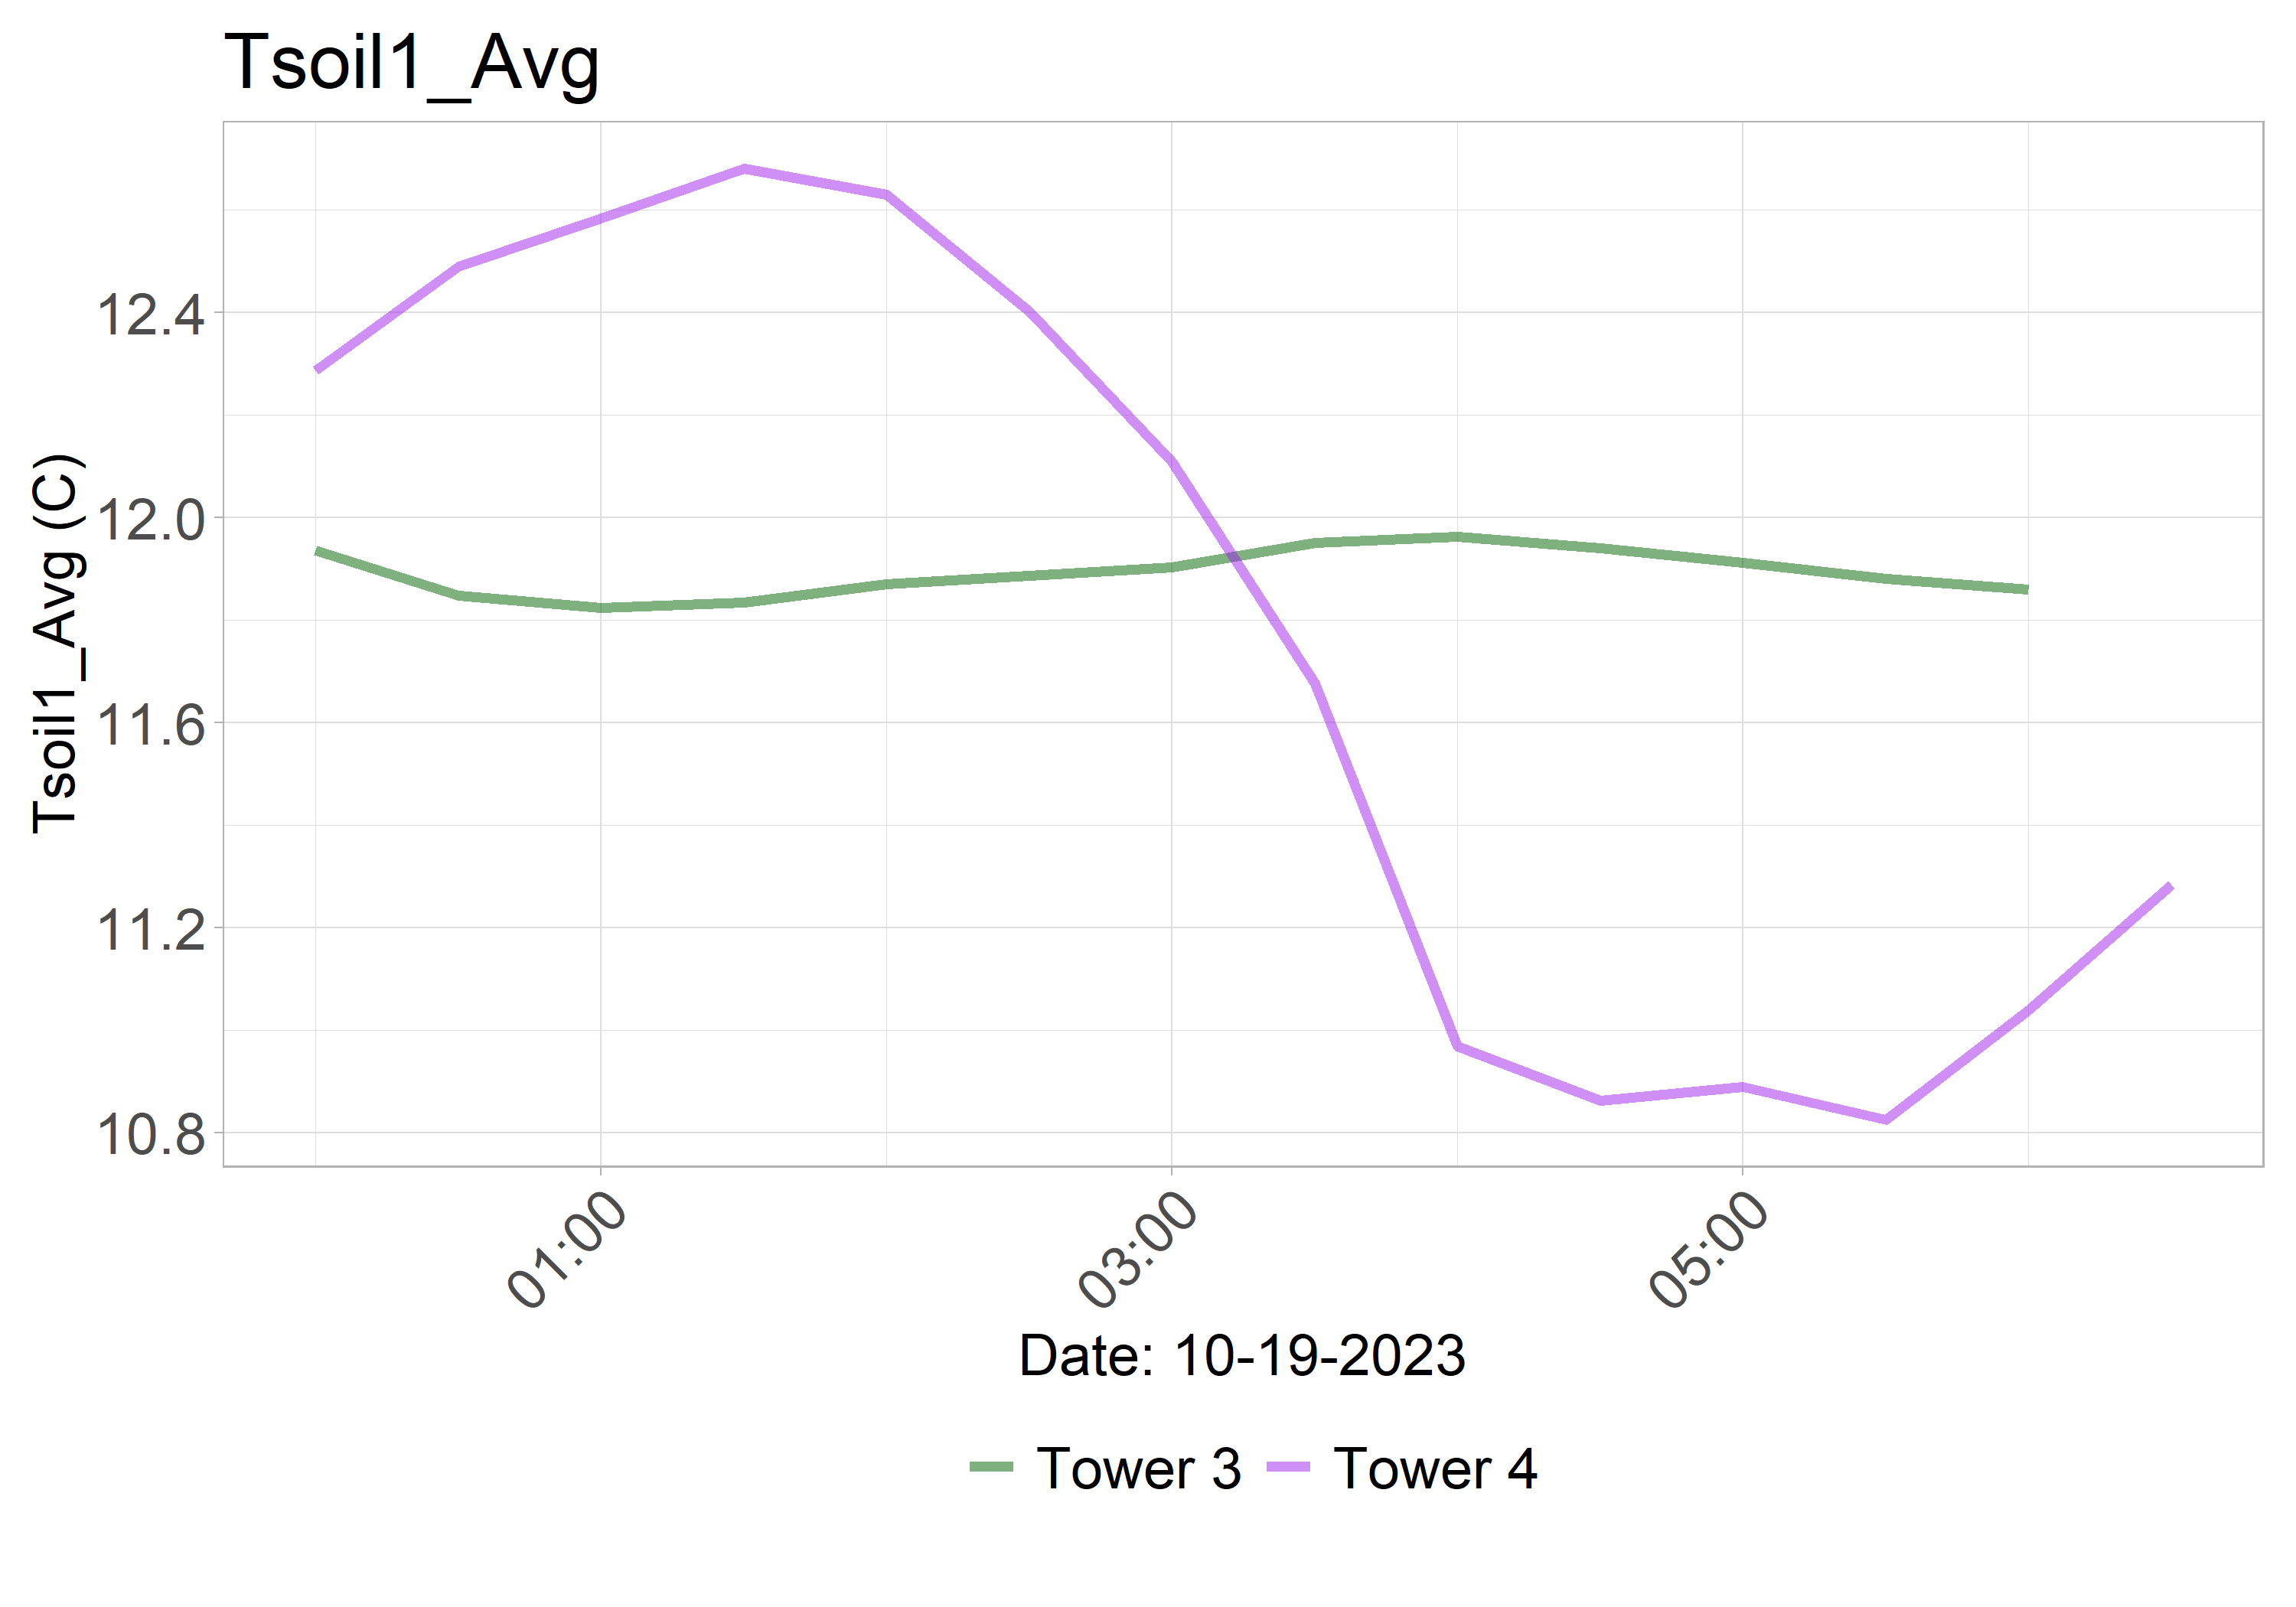 Tsoil1_Avg
Tsoil1_Avg (C)
12.4
12.0
11.6
11.2
10.8
01:00
03:00
05:00
Date: 10-19-2023
Tower 3
Tower 4